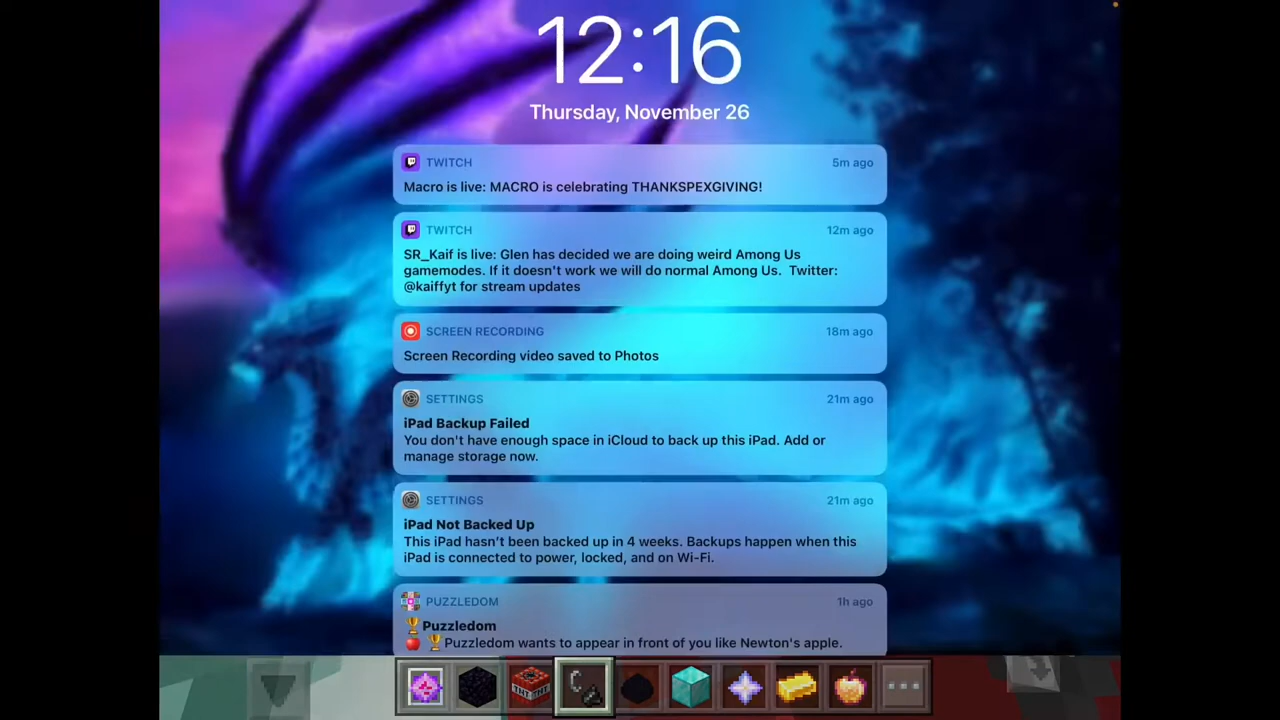 12:16
Thursday, November 26
TWITCH 5m ago
Macro is live: MACRO is celebrating THANKSPEXGIVING!
TWITCH 12m ago
SR_Kaif is live: Glen has decided we are doing weird Among Us
gamemodes. If it doesn't work we will do normal Among Us. Twitter:
@kaiffyt for stream updates
SCREEN RECORDING 18m ago
Screen Recording video saved to Photos
SETTINGS 21m ago
iPad Backup Failed
You don't have enough space in iCloud to back up this iPad. Add or
manage storage now.
SETTINGS 21m ago
iPad Not Backed Up
This iPad hasn't been backed up in 4 weeks. Backups happen when this
iPad is connected to power, locked, and on Wi-Fi.
PUZZLEDOM 1h ago
🏆Puzzledom
🍎 🏆Puzzledom wants to appear in front of you like Newton's apple.
TNT TNT